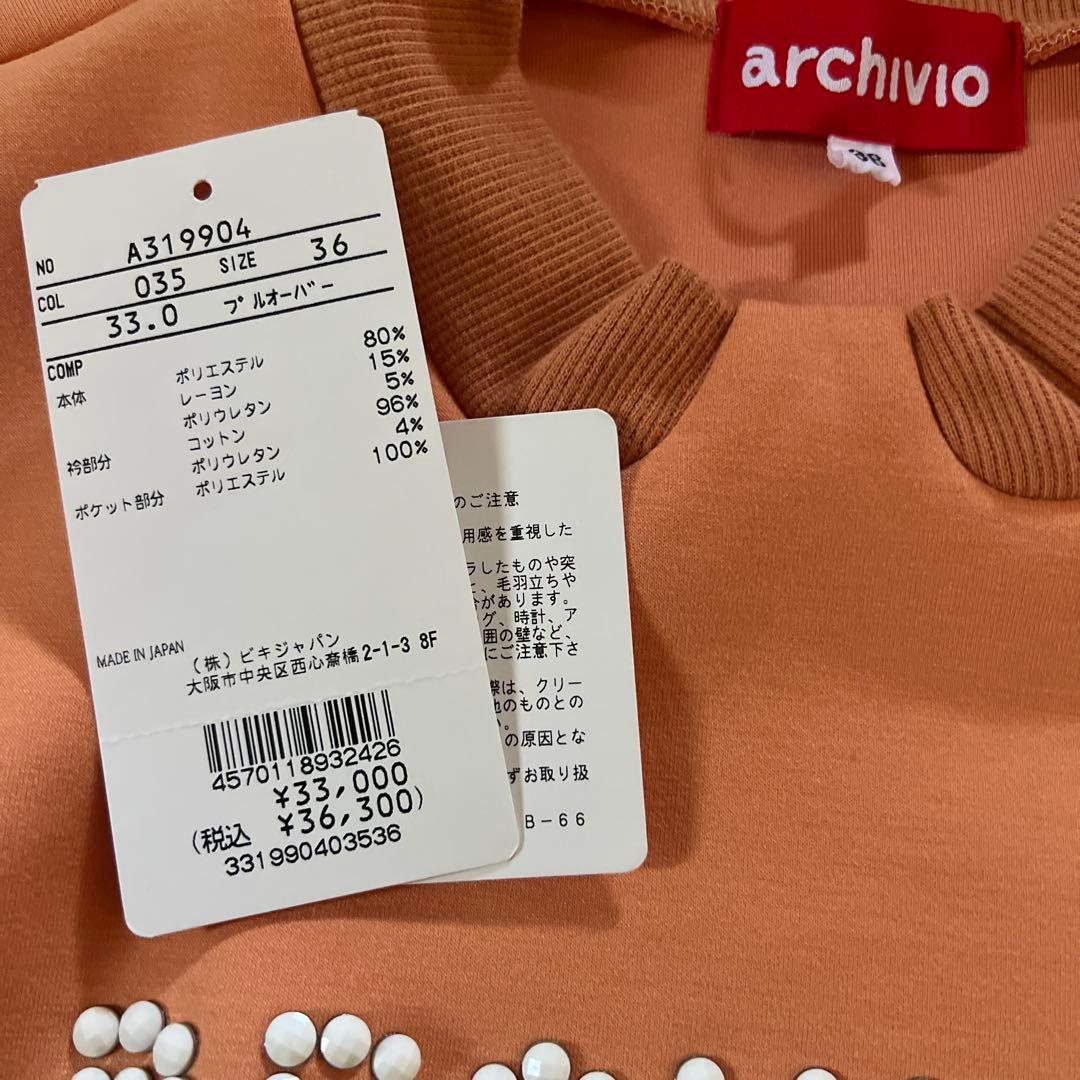 archivio
NO A319904
COL 035 SIZE 36
33.0 プルオーバー
COMP
本体 ポリエステル 80%
レーヨン 15%
ポリウレタン 5%
衿部分 コットン 96%
ポリウレタン 4%
ポケット部分 ポリエステル 100%
MADE IN JAPAN (株)ビキジャパン
大阪市中央区西心斎橋2-1-3 8F
4570118932426
¥33,000
(税込 ¥36,300)
331990403536
のご注意
用感を重視した
ラしたものや突
、毛羽立ちや
があります。
グ、時計、ア
囲の壁など、
にご注意下さ
際は、クリー
他のものとの
。
の原因とな
ずお取り扱
B-66